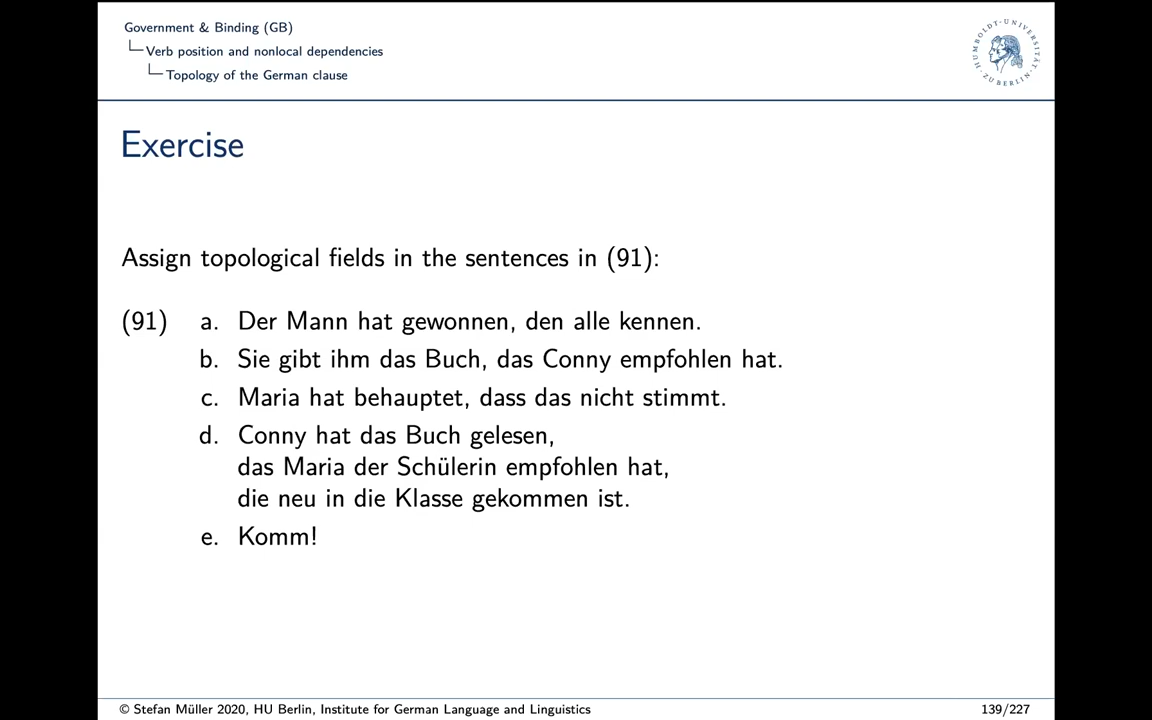 Government & Binding (GB)
Verb position and nonlocal dependencies
Topology of the German clause
HUMBOLDT-UNIVERSITÄT ZU BERLIN
Exercise
Assign topological fields in the sentences in (91):
(91) a. Der Mann hat gewonnen, den alle kennen.
b. Sie gibt ihm das Buch, das Conny empfohlen hat.
c. Maria hat behauptet, dass das nicht stimmt.
d. Conny hat das Buch gelesen,
das Maria der Schülerin empfohlen hat,
die neu in die Klasse gekommen ist.
e. Komm!
© Stefan Müller 2020, HU Berlin, Institute for German Language and Linguistics 139/227